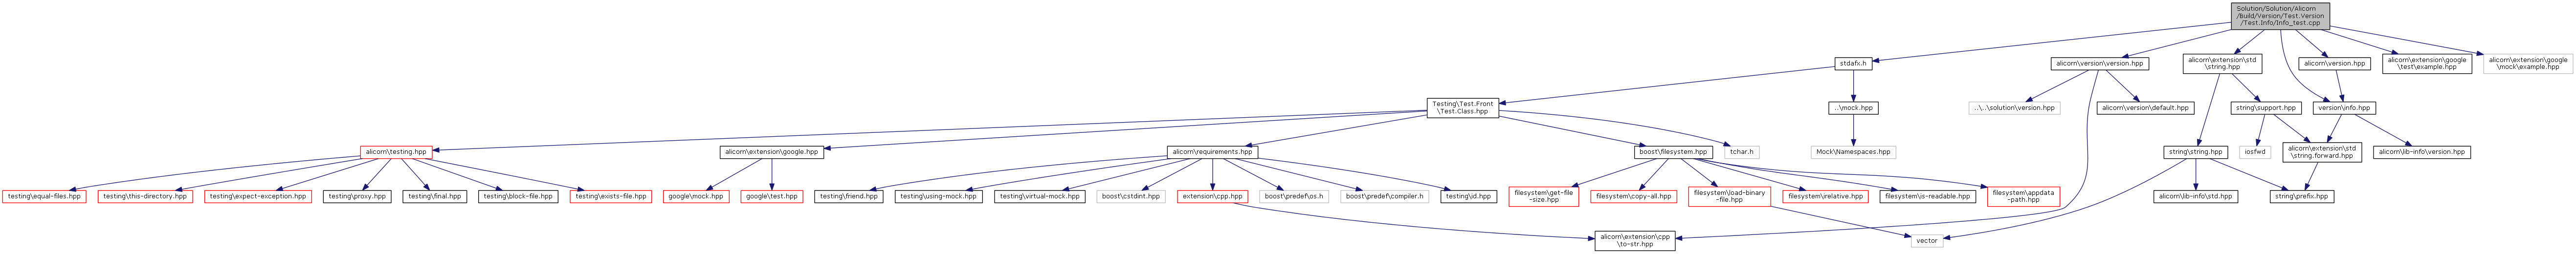 Solution/Solution/Alicorn
/Build/Version/Test.Version
/Test.Info/Info_test.cpp
stdafx.h
alicorn\version\version.hpp
alicorn\extension\std
\string.hpp
alicorn\version.hpp
alicorn\extension\google
\test\example.hpp
alicorn\extension\google
\mock\example.hpp
Testing\Test.Front
\Test.Class.hpp
..\mock.hpp
..\..\solution\version.hpp
alicorn\version\default.hpp
string\support.hpp
version\info.hpp
alicorn\testing.hpp
alicorn\extension\google.hpp
alicorn\requirements.hpp
boost\filesystem.hpp
tchar.h
Mock\Namespaces.hpp
string\string.hpp
iosfwd
alicorn\extension\std
\string.forward.hpp
alicorn\lib-info\version.hpp
testing\equal-files.hpp
testing\this-directory.hpp
testing\expect-exception.hpp
testing\proxy.hpp
testing\final.hpp
testing\block-file.hpp
testing\exists-file.hpp
google\mock.hpp
google\test.hpp
testing\friend.hpp
testing\using-mock.hpp
testing\virtual-mock.hpp
boost\cstdint.hpp
extension\cpp.hpp
boost\predef\os.h
boost\predef\compiler.h
testing\id.hpp
filesystem\get-file
-size.hpp
filesystem\copy-all.hpp
filesystem\load-binary
-file.hpp
filesystem\relative.hpp
filesystem\is-readable.hpp
filesystem\appdata
-path.hpp
alicorn\lib-info\std.hpp
string\prefix.hpp
alicorn\extension\cpp
\to-str.hpp
vector